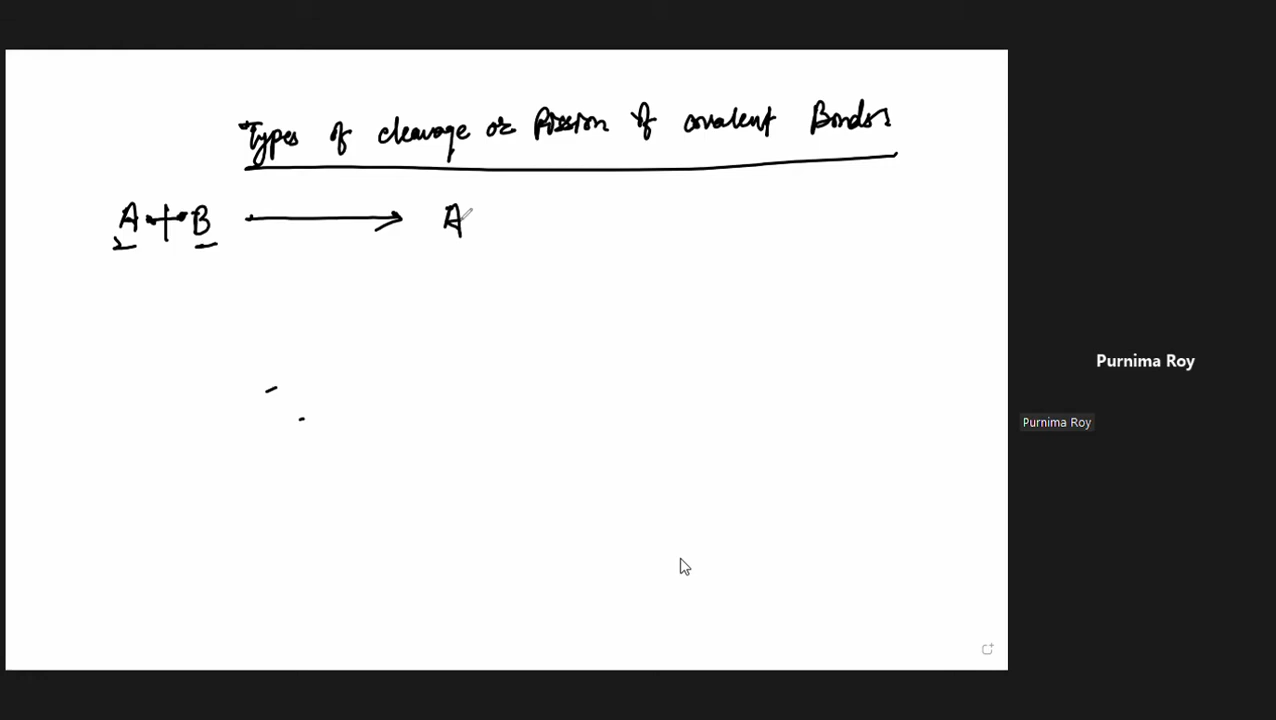 Types of cleavage or Fission of covalent Bonds
A·+·B ⟶ A
Purnima Roy
Purnima Roy